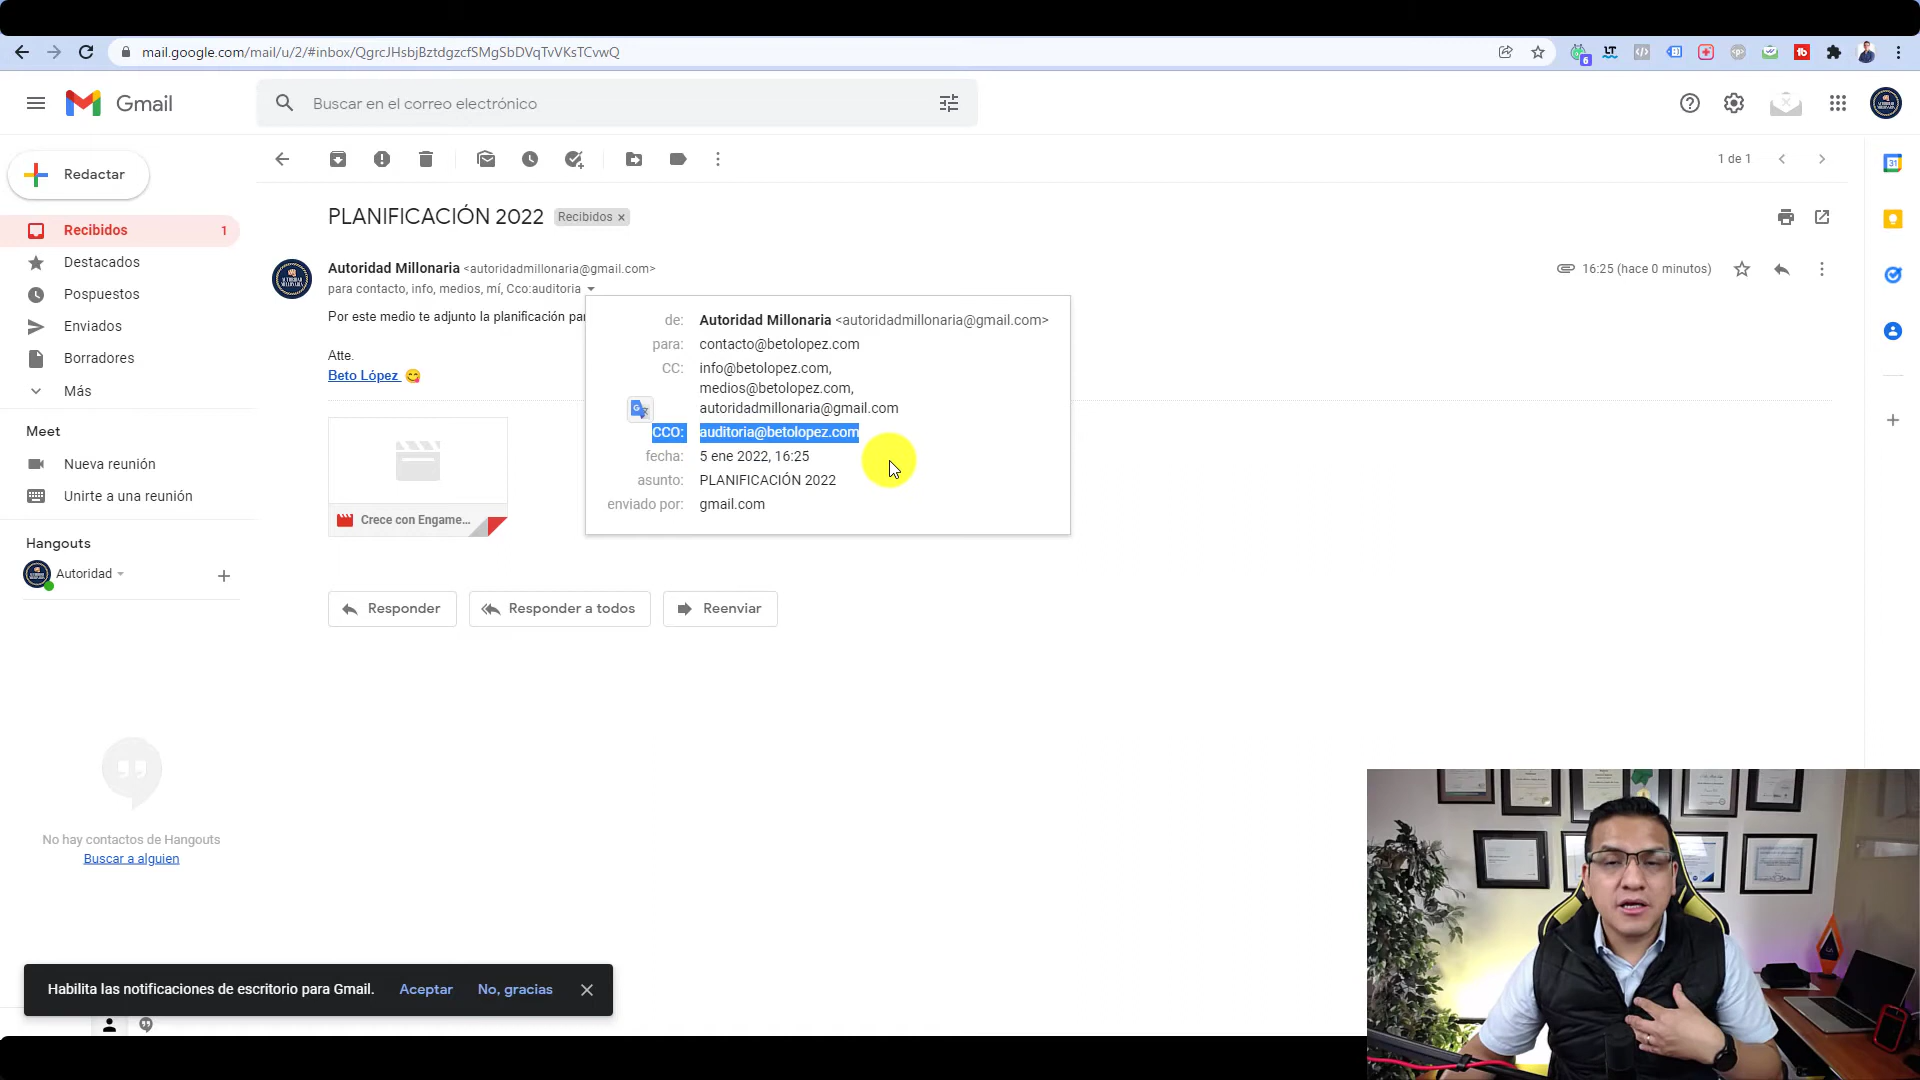 mail.google.com/mail/u/2/#inbox/QgrcJHsbjBztdgzcfSMgSbDVqTvVKsTCvwQ
6
Gmail
Buscar en el correo electrónico
Redactar
1 de 1
31
PLANIFICACIÓN 2022
Recibidos x
Recibidos
1
Destacados
Pospuestos
Enviados
Borradores
Más
Autoridad Millonaria <autoridadmillonaria@gmail.com>
16:25 (hace 0 minutos)
para contacto, info, medios, mí, Cco:auditoria
Por este medio te adjunto la planificación par
Atte.
Beto López 😋
de: Autoridad Millonaria <autoridadmillonaria@gmail.com>
para: contacto@betolopez.com
CC: info@betolopez.com,
medios@betolopez.com,
autoridadmillonaria@gmail.com
CCO: auditoria@betolopez.com
fecha: 5 ene 2022, 16:25
asunto: PLANIFICACIÓN 2022
enviado por: gmail.com
Crece con Engame...
Meet
Nueva reunión
Unirte a una reunión
Hangouts
Autoridad
Responder
Responder a todos
Reenviar
No hay contactos de Hangouts
Buscar a alguien
Habilita las notificaciones de escritorio para Gmail.
Aceptar
No, gracias